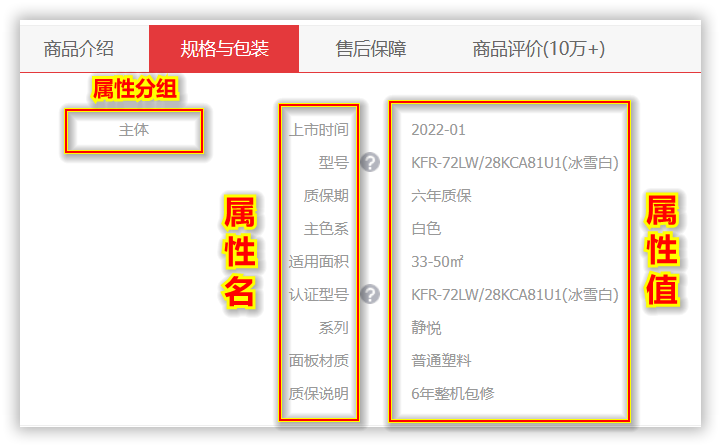 商品介绍 规格与包装 售后保障 商品评价(10万+)
属性分组
主体
上市时间 2022-01
型号 ? KFR-72LW/28KCA81U1(冰雪白)
质保期 六年质保
主色系 白色
适用面积 33-50㎡
认证型号 ? KFR-72LW/28KCA81U1(冰雪白)
系列 静悦
面板材质 普通塑料
质保说明 6年整机包修
属性名
属性值